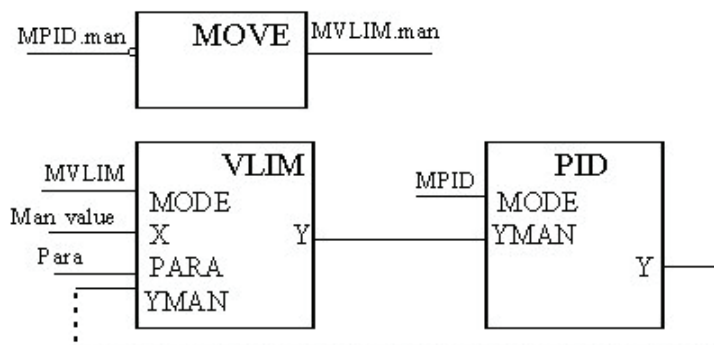 MPID.man MOVE MVLIM.man
VLIM PID
MVLIM MPID
MODE MODE
Man value
X Y YMAN
Para PARA Y
YMAN